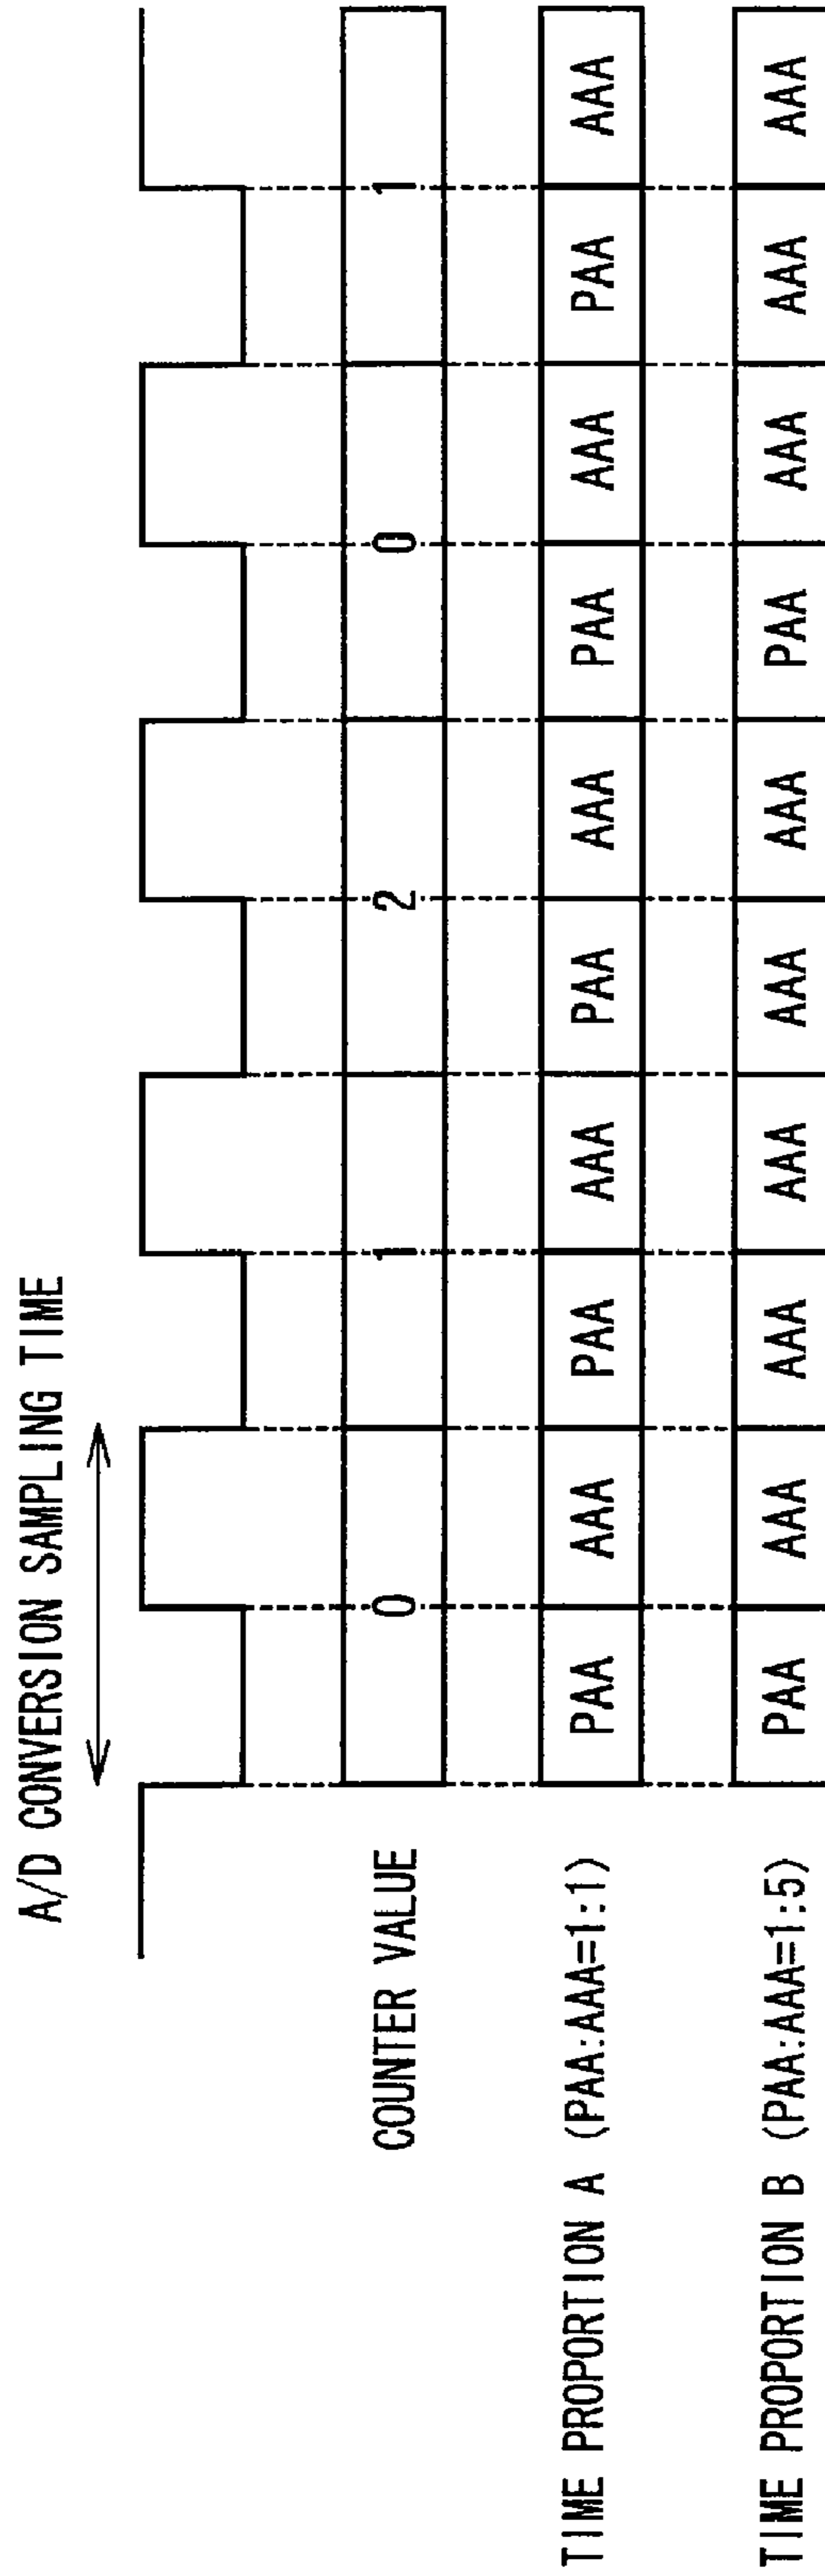 A/D CONVERSION SAMPLING TIME
COUNTER VALUE 0 1 2 0 1
TIME PROPORTION A (PAA:AAA=1:1) PAA AAA PAA AAA PAA AAA PAA AAA PAA AAA
TIME PROPORTION B (PAA:AAA=1:5) PAA AAA AAA AAA AAA AAA PAA AAA AAA AAA